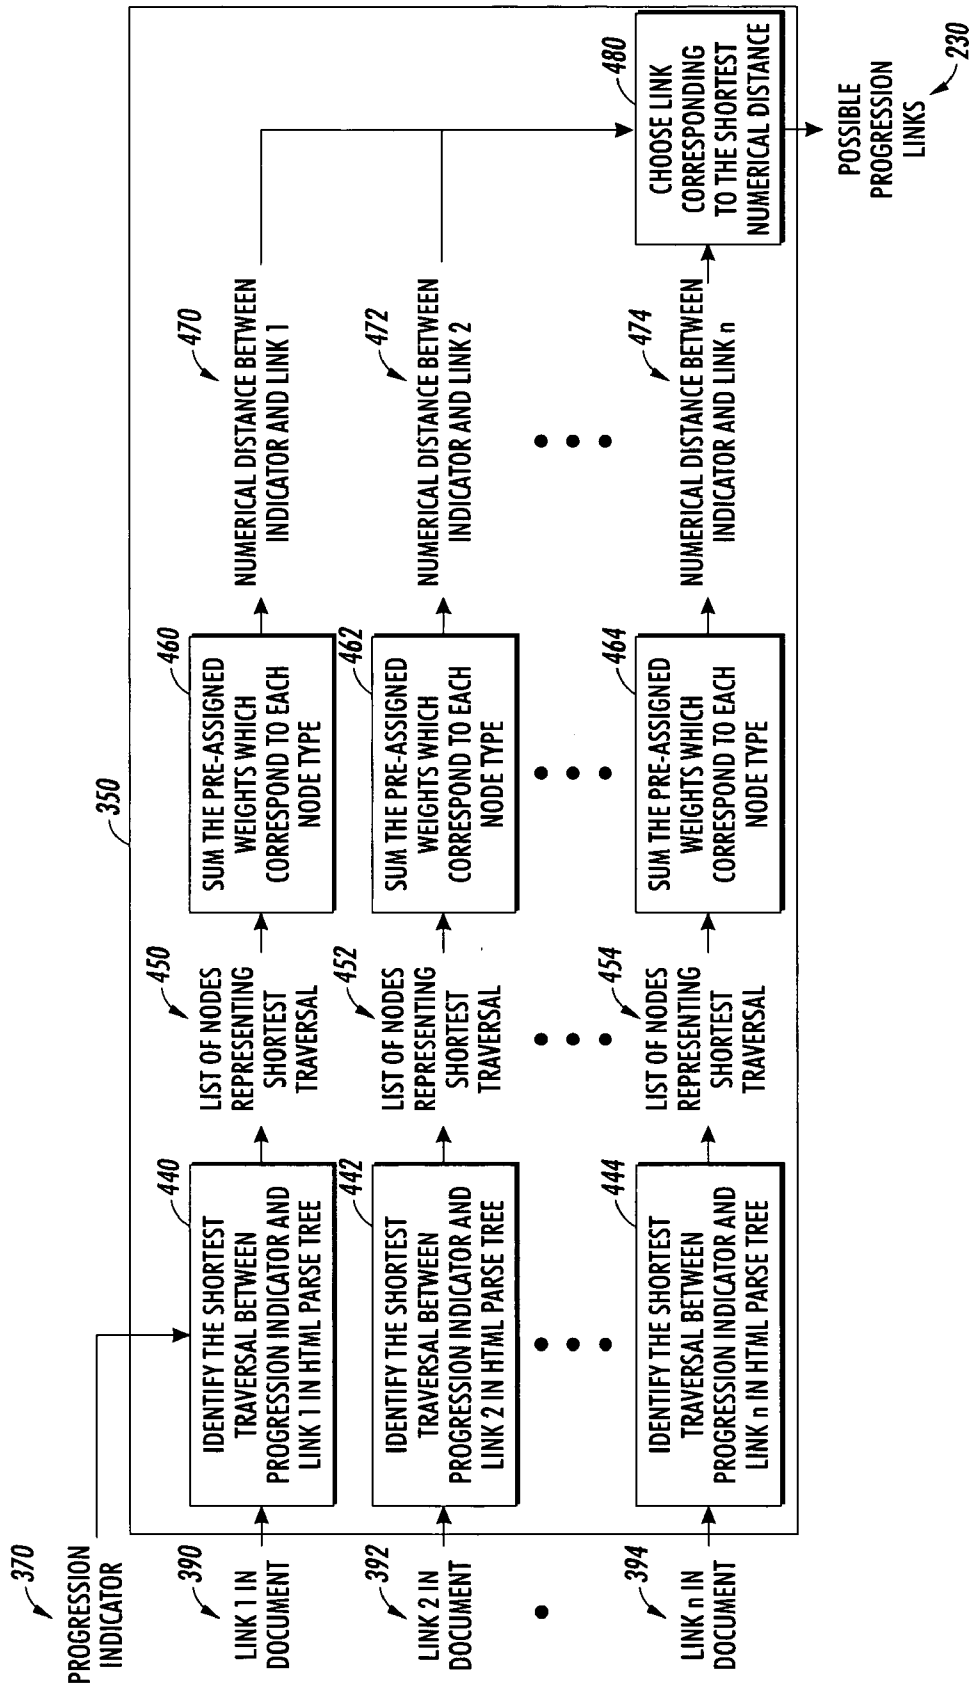 370
PROGRESSION
INDICATOR
350
390
LINK 1 IN
DOCUMENT
440
IDENTIFY THE SHORTEST
TRAVERSAL BETWEEN
PROGRESSION INDICATOR AND
LINK 1 IN HTML PARSE TREE
450
LIST OF NODES
REPRESENTING
SHORTEST
TRAVERSAL
460
SUM THE PRE-ASSIGNED
WEIGHTS WHICH
CORRESPOND TO EACH
NODE TYPE
470
NUMERICAL DISTANCE BETWEEN
INDICATOR AND LINK 1
392
LINK 2 IN
DOCUMENT
442
IDENTIFY THE SHORTEST
TRAVERSAL BETWEEN
PROGRESSION INDICATOR AND
LINK 2 IN HTML PARSE TREE
452
LIST OF NODES
REPRESENTING
SHORTEST
TRAVERSAL
462
SUM THE PRE-ASSIGNED
WEIGHTS WHICH
CORRESPOND TO EACH
NODE TYPE
472
NUMERICAL DISTANCE BETWEEN
INDICATOR AND LINK 2
394
LINK n IN
DOCUMENT
444
IDENTIFY THE SHORTEST
TRAVERSAL BETWEEN
PROGRESSION INDICATOR AND
LINK n IN HTML PARSE TREE
454
LIST OF NODES
REPRESENTING
SHORTEST
TRAVERSAL
464
SUM THE PRE-ASSIGNED
WEIGHTS WHICH
CORRESPOND TO EACH
NODE TYPE
474
NUMERICAL DISTANCE BETWEEN
INDICATOR AND LINK n
480
CHOOSE LINK
CORRESPONDING
TO THE SHORTEST
NUMERICAL DISTANCE
POSSIBLE
PROGRESSION
LINKS
230